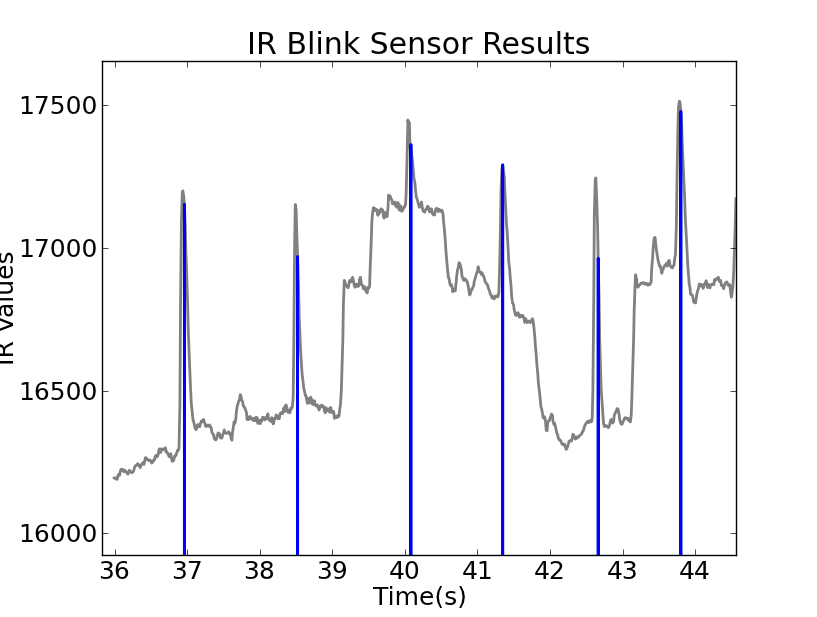 IR Blink Sensor Results
17500
17000
16500
16000
IR Values
36 37 38 39 40 41 42 43 44
Time(s)